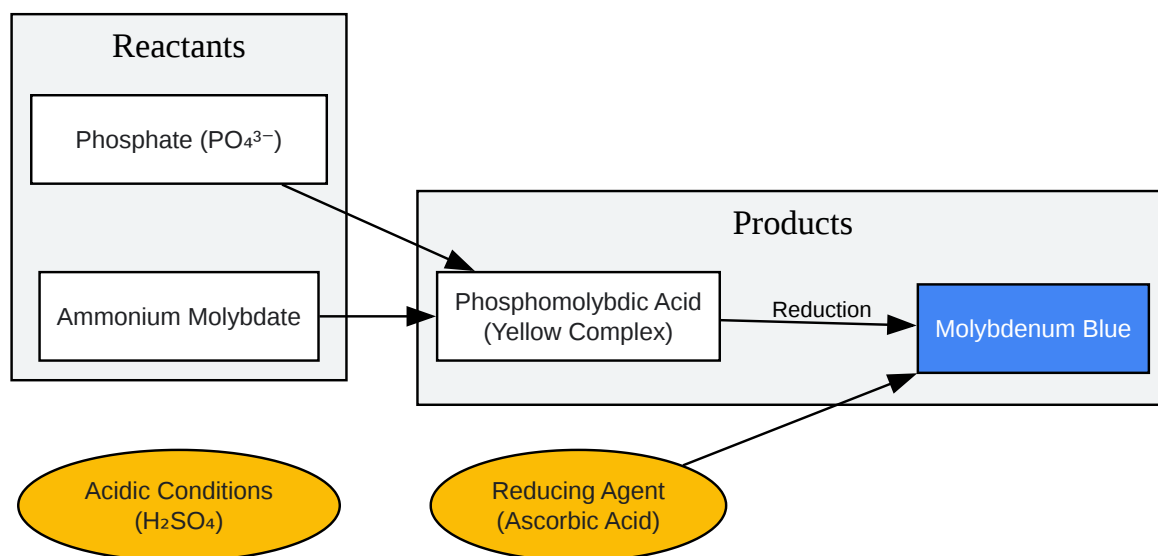 Reactants
Phosphate (PO₄³⁻)
Ammonium Molybdate
Products
Phosphomolybdic Acid
(Yellow Complex)
Reduction
Molybdenum Blue
Acidic Conditions
(H₂SO₄)
Reducing Agent
(Ascorbic Acid)